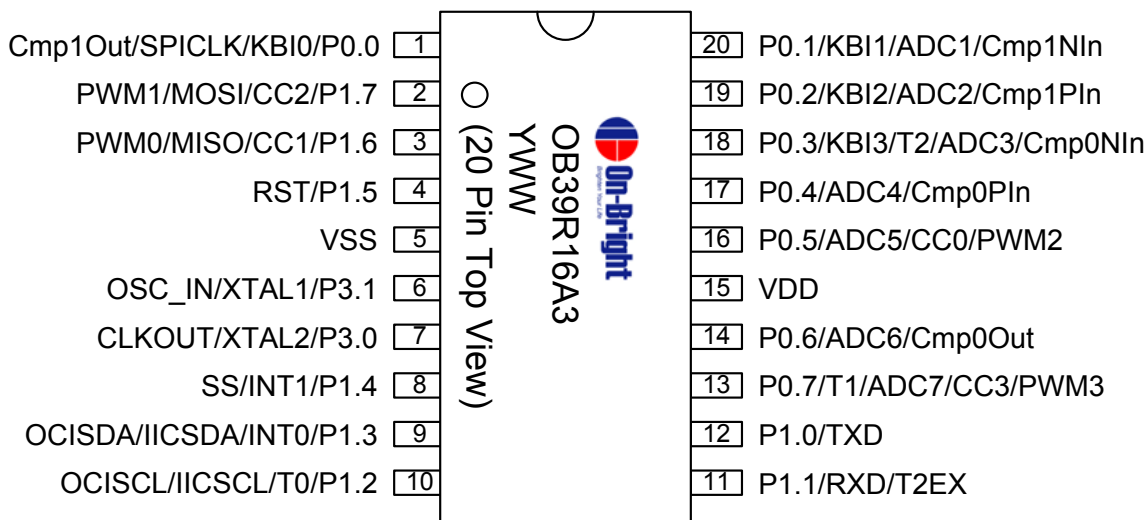 Cmp1Out/SPICLK/KBI0/P0.0 1
PWM1/MOSI/CC2/P1.7 2
PWM0/MISO/CC1/P1.6 3
RST/P1.5 4
VSS 5
OSC_IN/XTAL1/P3.1 6
CLKOUT/XTAL2/P3.0 7
SS/INT1/P1.4 8
OCISDA/IICSDA/INT0/P1.3 9
OCISCL/IICSCL/T0/P1.2 10
On-Bright
Brighten Your Life
OB39R16A3
YWW
(20 Pin Top View)
20 P0.1/KBI1/ADC1/Cmp1NIn
19 P0.2/KBI2/ADC2/Cmp1PIn
18 P0.3/KBI3/T2/ADC3/Cmp0NIn
17 P0.4/ADC4/Cmp0PIn
16 P0.5/ADC5/CC0/PWM2
15 VDD
14 P0.6/ADC6/Cmp0Out
13 P0.7/T1/ADC7/CC3/PWM3
12 P1.0/TXD
11 P1.1/RXD/T2EX